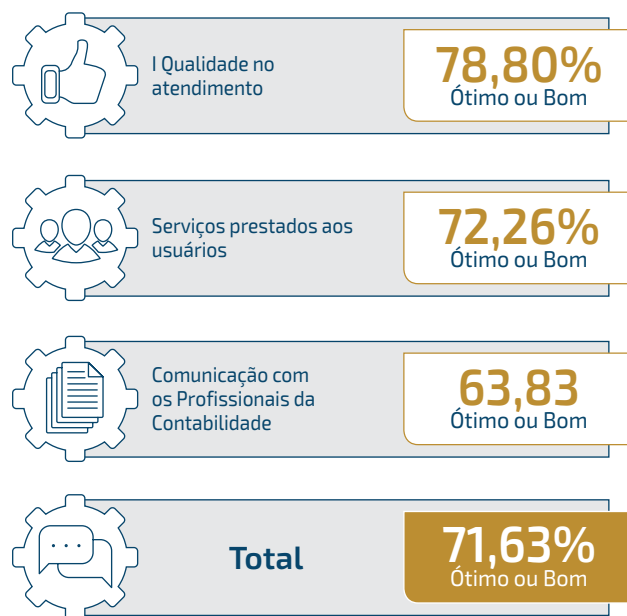 I Qualidade no
atendimento
78,80%
Ótimo ou Bom
Serviços prestados aos
usuários
72,26%
Ótimo ou Bom
Comunicação com
os Profissionais da
Contabilidade
63,83
Ótimo ou Bom
Total
71,63%
Ótimo ou Bom